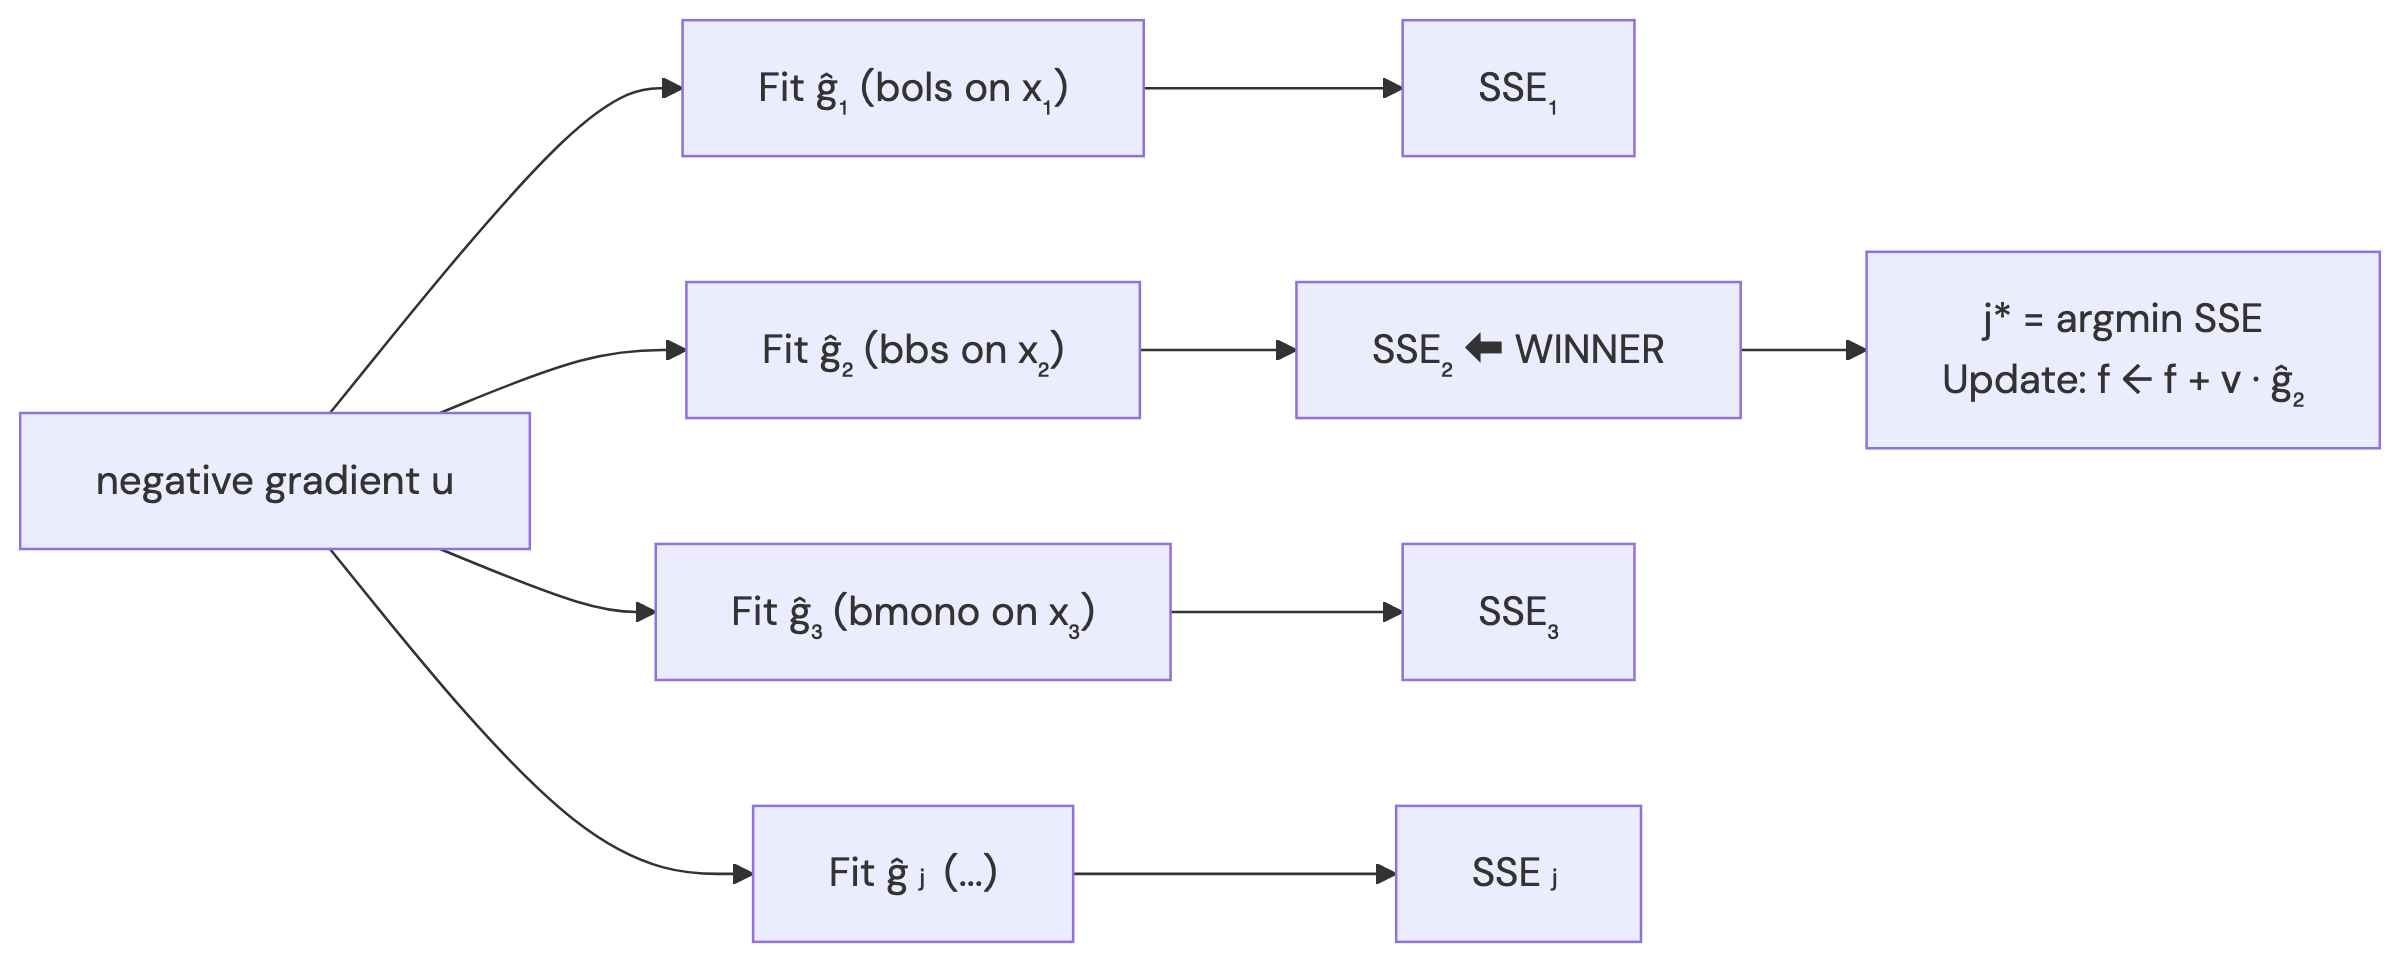 negative gradient u
Fit ĝ₁ (bols on x₁)
SSE₁
Fit ĝ₂ (bbs on x₂)
SSE₂ ⬅ WINNER
j* = argmin SSE
Update: f ← f + ν · ĝ₂
Fit ĝ₃ (bmono on x₃)
SSE₃
Fit ĝ ⱼ (...)
SSE ⱼ